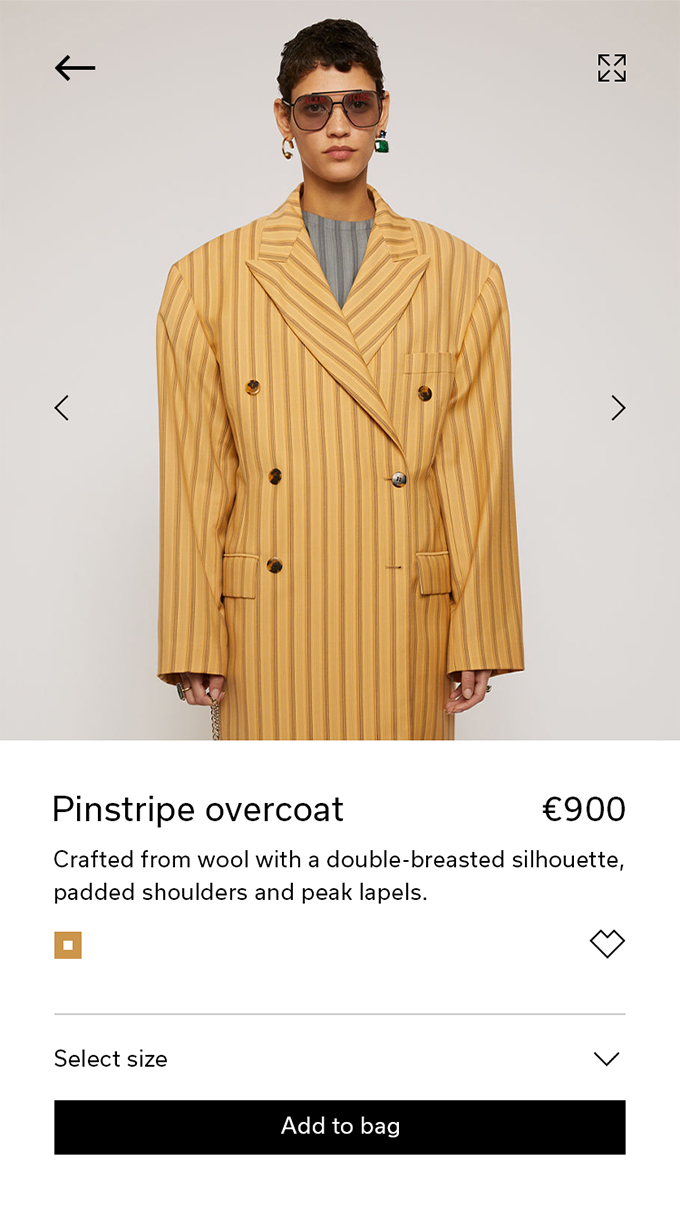 Pinstripe overcoat €900
Crafted from wool with a double-breasted silhouette,
padded shoulders and peak lapels.
Select size
Add to bag